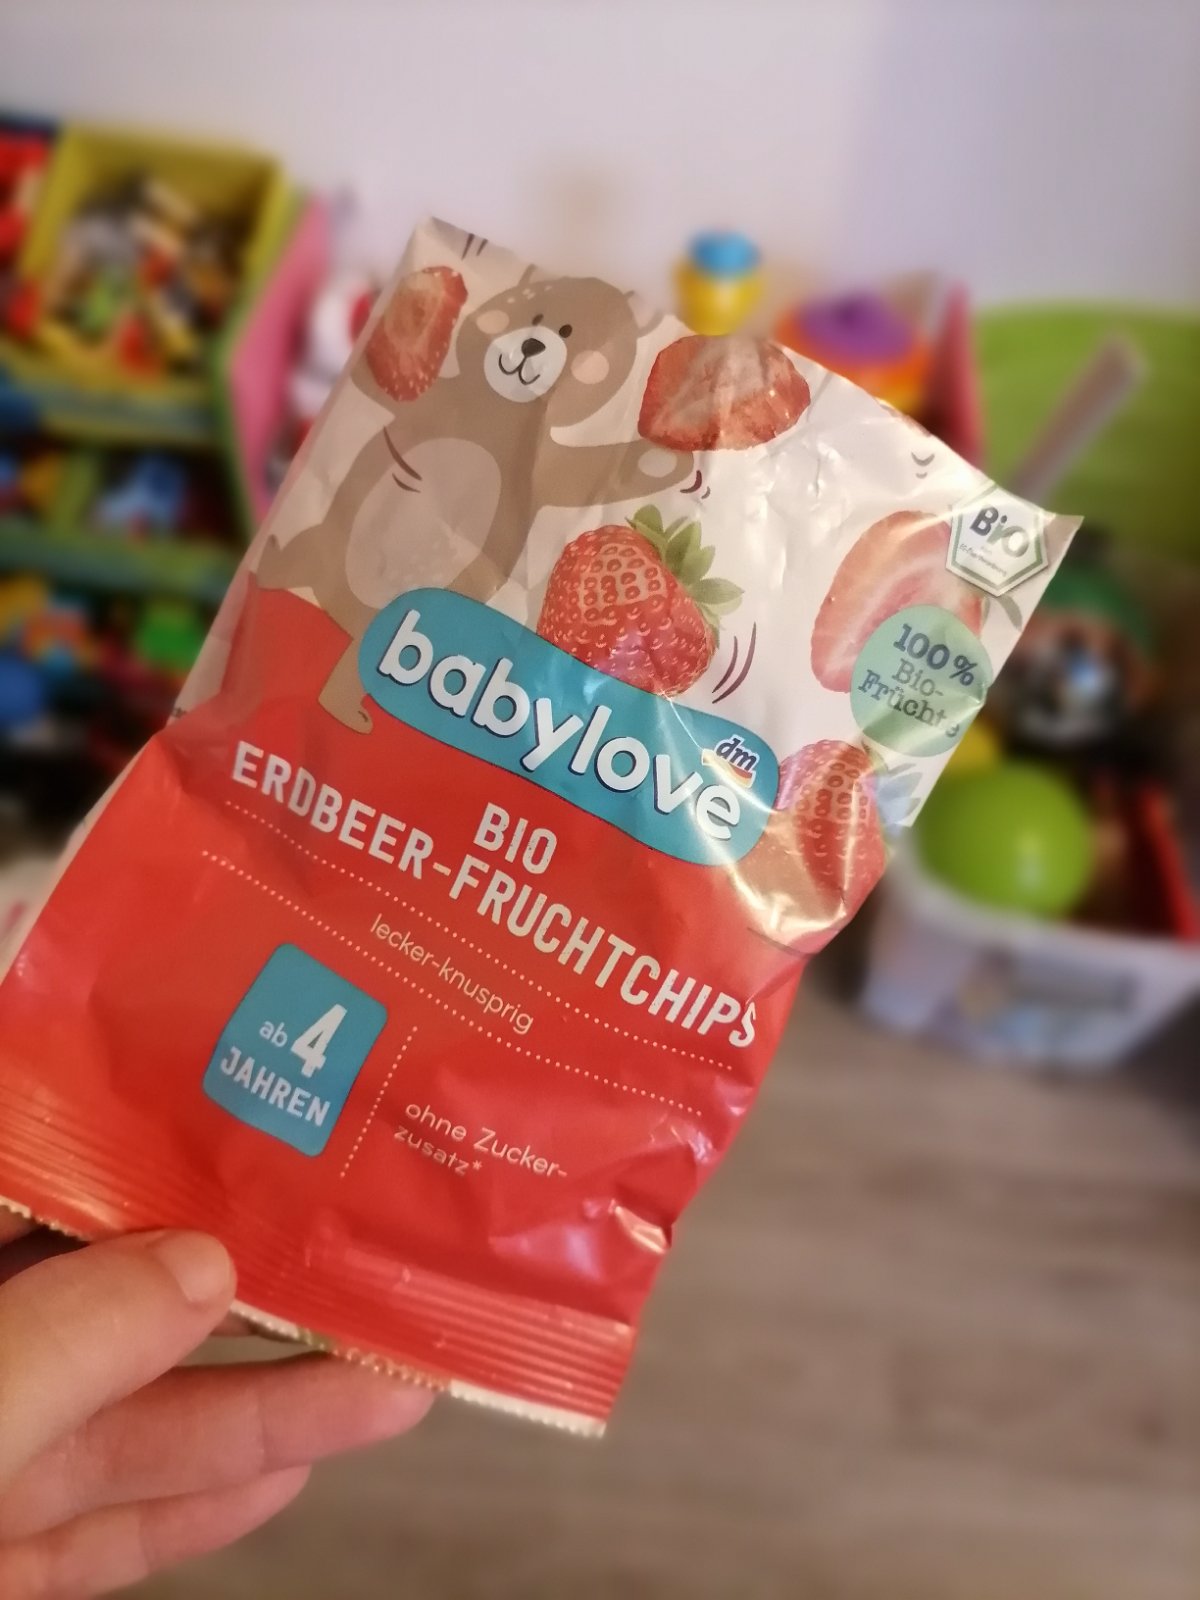 Bio
100%
Bio-
Früchte
babylove
dm
BIO
ERDBEER-FRUCHTCHIPS
lecker-knusprig
ab 4
JAHREN
ohne Zucker-
zusatz*